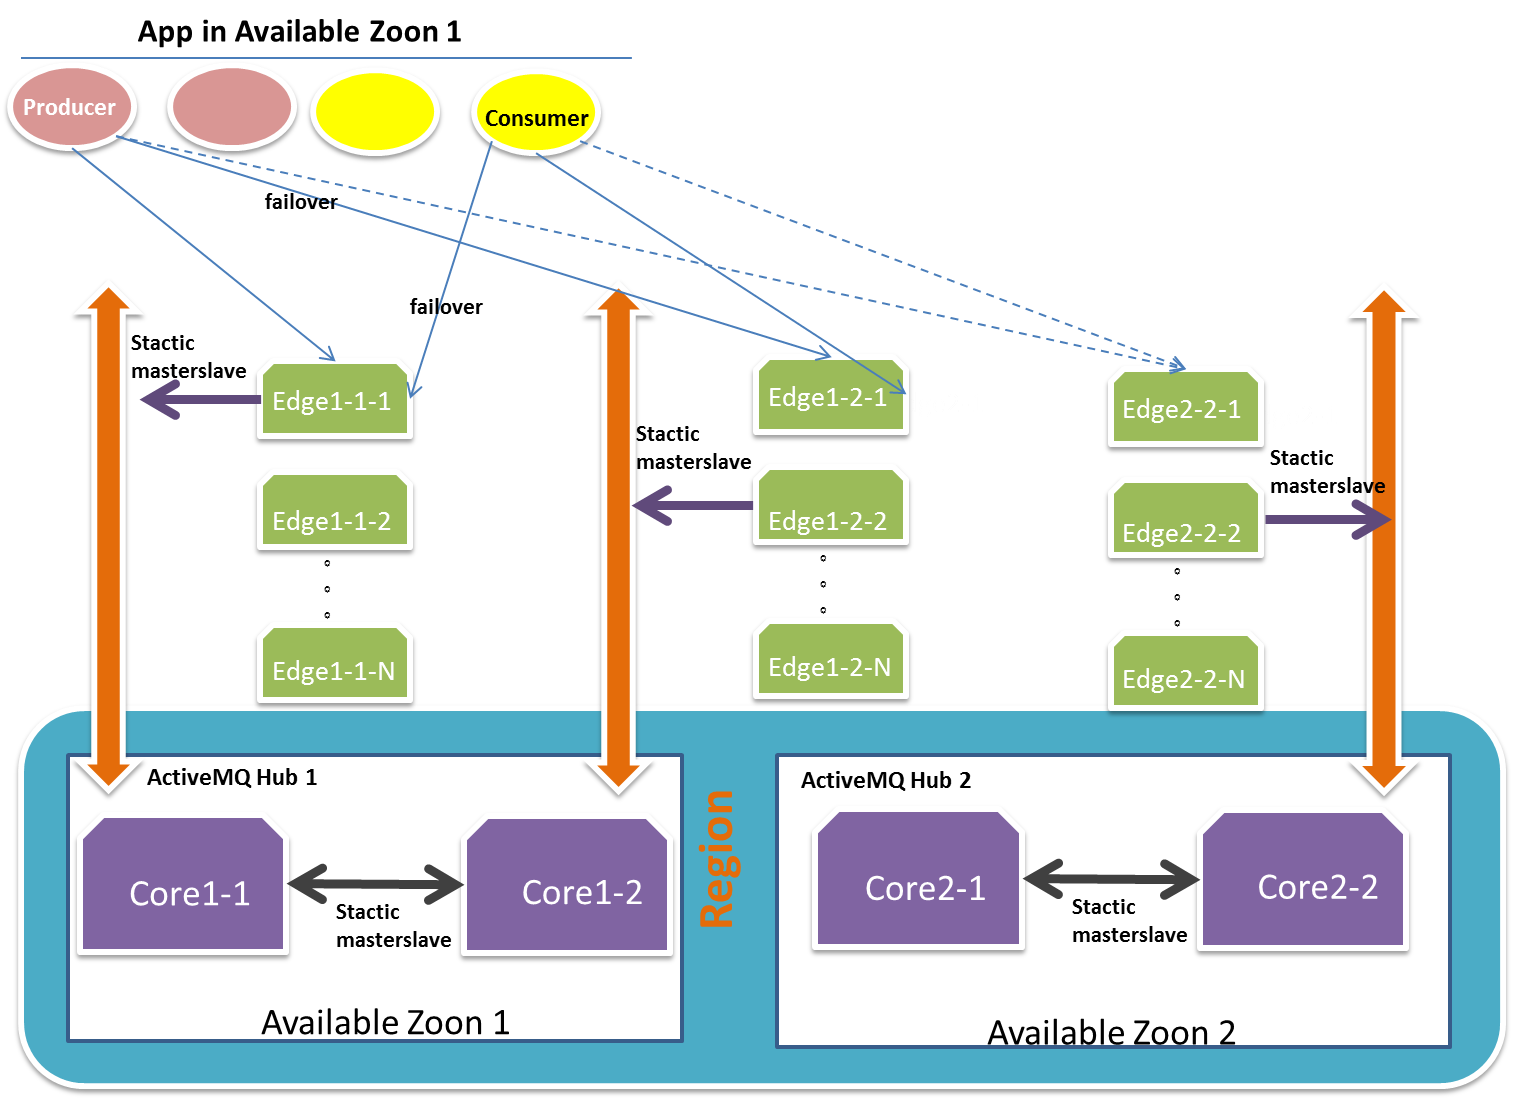 App in Available Zoon 1
Producer
Consumer
failover
failover
Stactic
masterslave
Edge1-1-1
Edge1-2-1
Edge2-2-1
Stactic
masterslave
Stactic
masterslave
Edge1-1-2
Edge1-2-2
Edge2-2-2
Edge1-1-N
Edge1-2-N
Edge2-2-N
ActiveMQ Hub 1
ActiveMQ Hub 2
Region
Core1-1
Core1-2
Core2-1
Core2-2
Stactic
masterslave
Stactic
masterslave
Available Zoon 1
Available Zoon 2